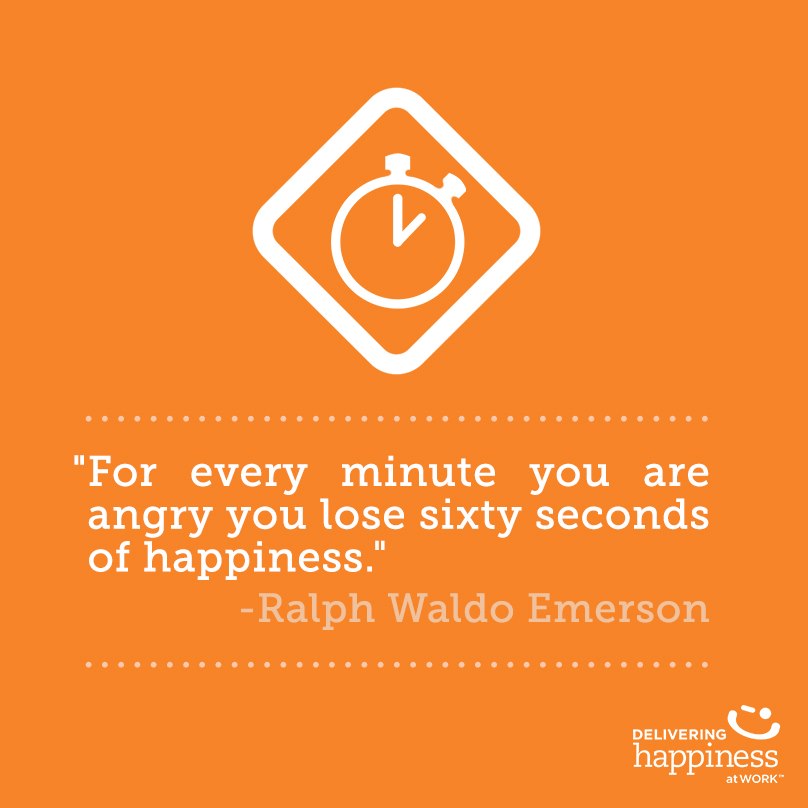 "For every minute you are
angry you lose sixty seconds
of happiness."
-Ralph Waldo Emerson
DELIVERING
happiness
at WORK™